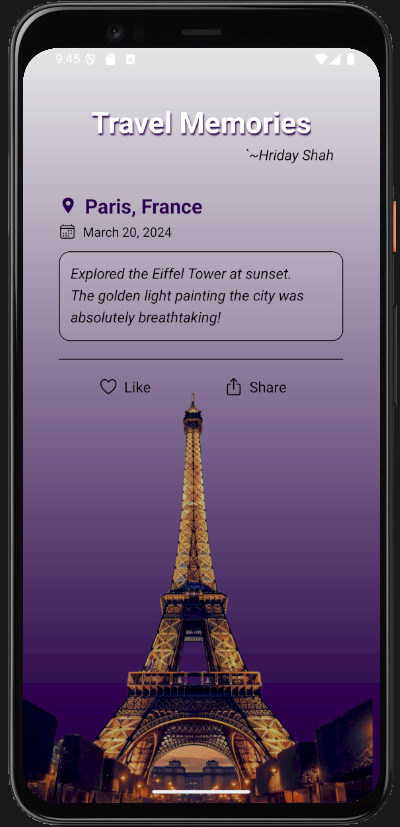 9:45
Travel Memories
`~Hriday Shah
Paris, France
March 20, 2024
Explored the Eiffel Tower at sunset.
The golden light painting the city was
absolutely breathtaking!
Like
Share